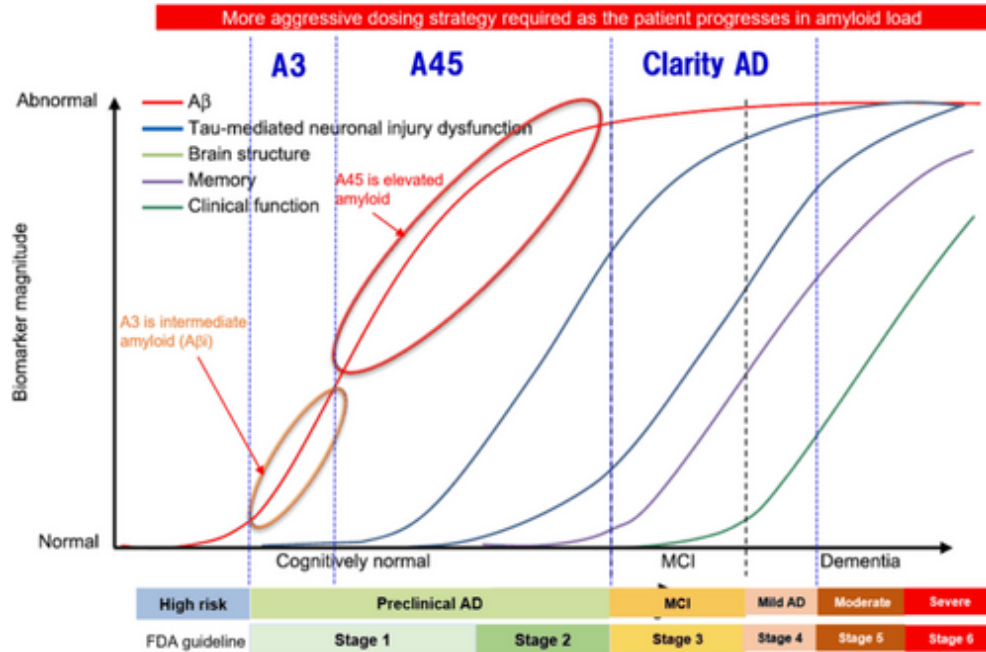 More aggressive dosing strategy required as the patient progresses in amyloid load
A3
A45
Clarity AD
Abnormal
Aβ
Tau-mediated neuronal injury dysfunction
Brain structure
Memory
Clinical function
A45 is elevated
amyloid
A3 is intermediate
amyloid (Aβi)
Biomarker magnitude
Normal
Cognitively normal
MCI
Dementia
High risk
Preclinical AD
MCI
Mild AD
Moderate
Severe
FDA guideline
Stage 1
Stage 2
Stage 3
Stage 4
Stage 5
Stage 6